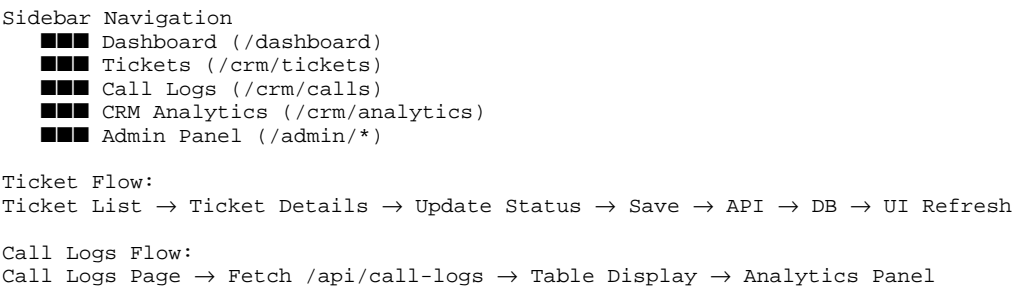 Sidebar Navigation
■■■ Dashboard (/dashboard)
■■■ Tickets (/crm/tickets)
■■■ Call Logs (/crm/calls)
■■■ CRM Analytics (/crm/analytics)
■■■ Admin Panel (/admin/*)
Ticket Flow:
Ticket List → Ticket Details → Update Status → Save → API → DB → UI Refresh
Call Logs Flow:
Call Logs Page → Fetch /api/call-logs → Table Display → Analytics Panel